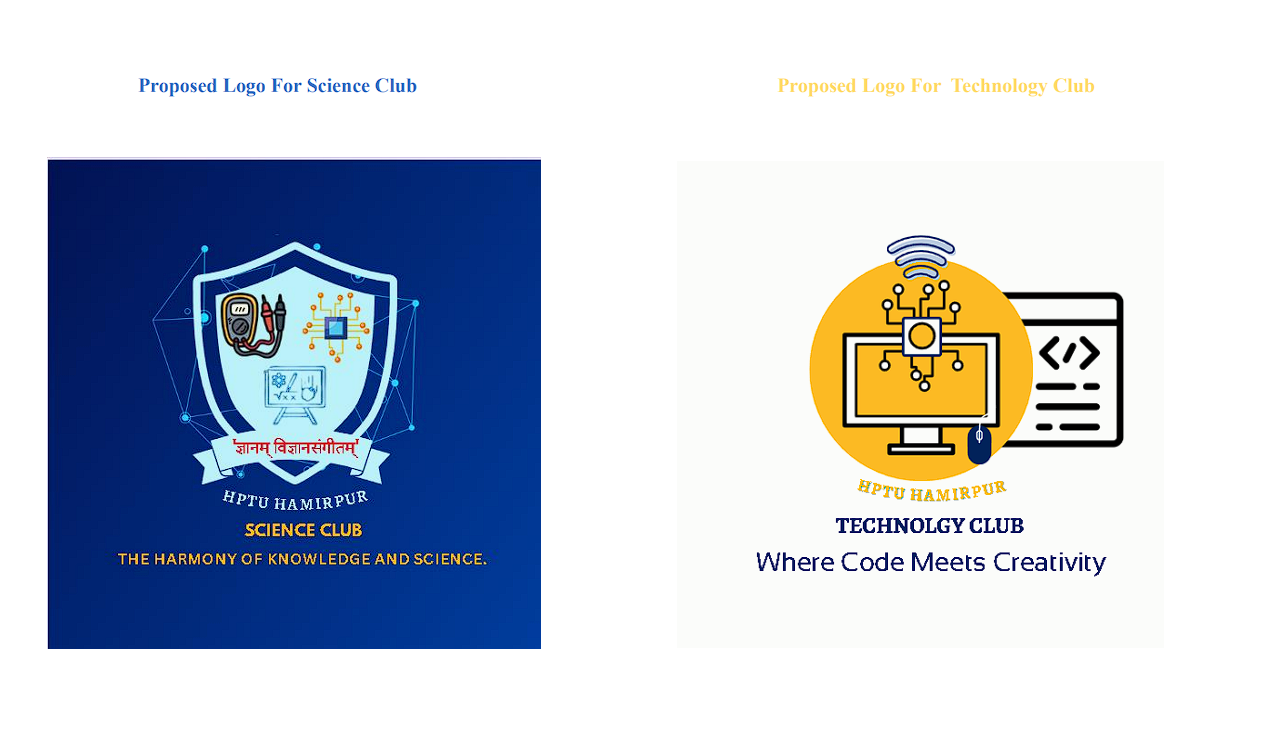 Proposed Logo For Science Club
'ज्ञानम् विज्ञानसंगीतम्'
HPTU HAMIRPUR
SCIENCE CLUB
THE HARMONY OF KNOWLEDGE AND SCIENCE.
Proposed Logo For Technology Club
HPTU HAMIRPUR
TECHNOLGY CLUB
Where Code Meets Creativity